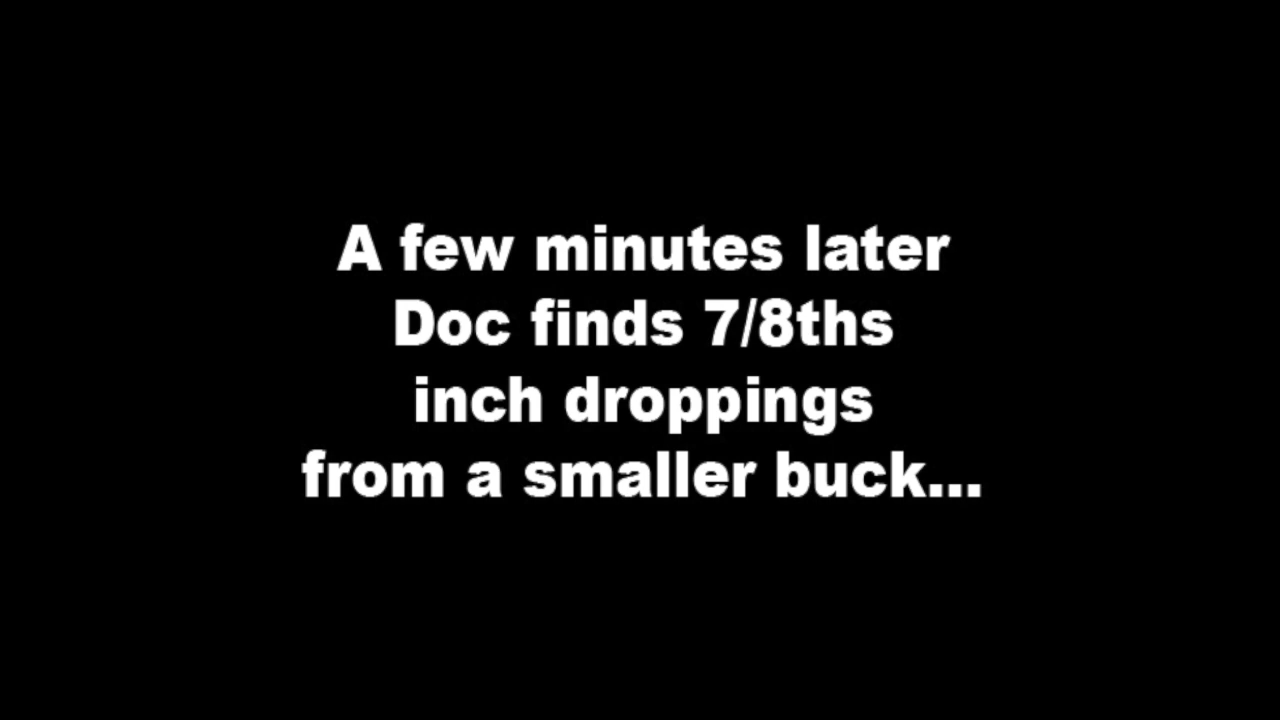 A few minutes later
Doc finds 7/8ths
inch droppings
from a smaller buck...